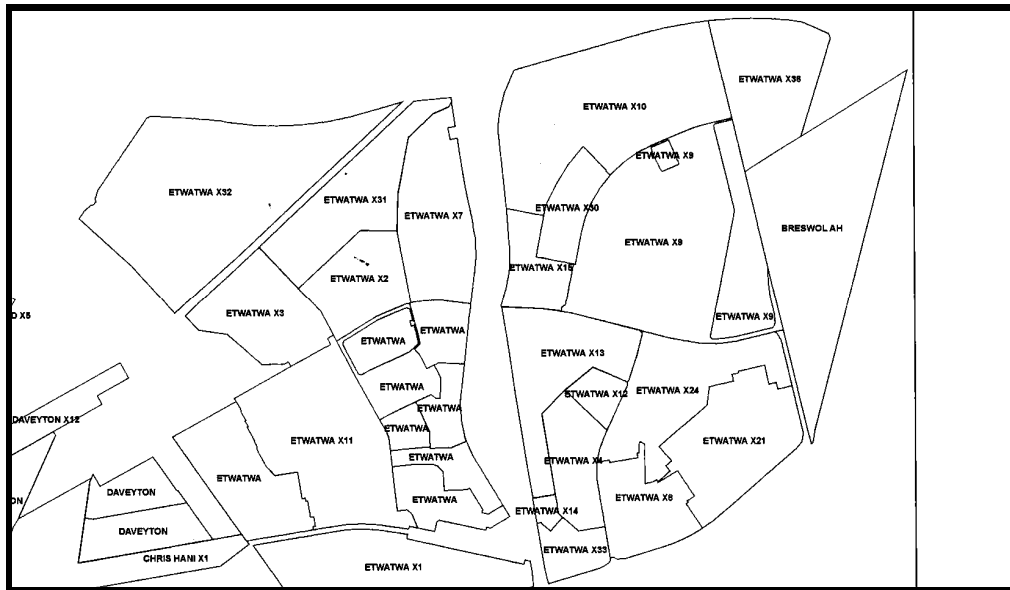 ETWATWA X36
ETWATWA X10
ETWATWA X9
ETWATWA X32
ETWATWA X31
ETWATWA X30
ETWATWA X7
BRESWOL AH
ETWATWA X8
ETWATWA X15
ETWATWA X2
ETWATWA X3
ETWATWA X9
ETWATWA
ETWATWA
ETWATWA X13
ETWATWA
ETWATWA X12
ETWATWA X24
ETWATWA
DAVEYTON X12
ETWATWA
ETWATWA X11
ETWATWA X21
ETWATWA
ETWATWA X4
ETWATWA
DAVEYTON
ETWATWA
ETWATWA X6
ETWATWA X14
DAVEYTON
ETWATWA X33
CHRIS HANI X1
ETWATWA X1